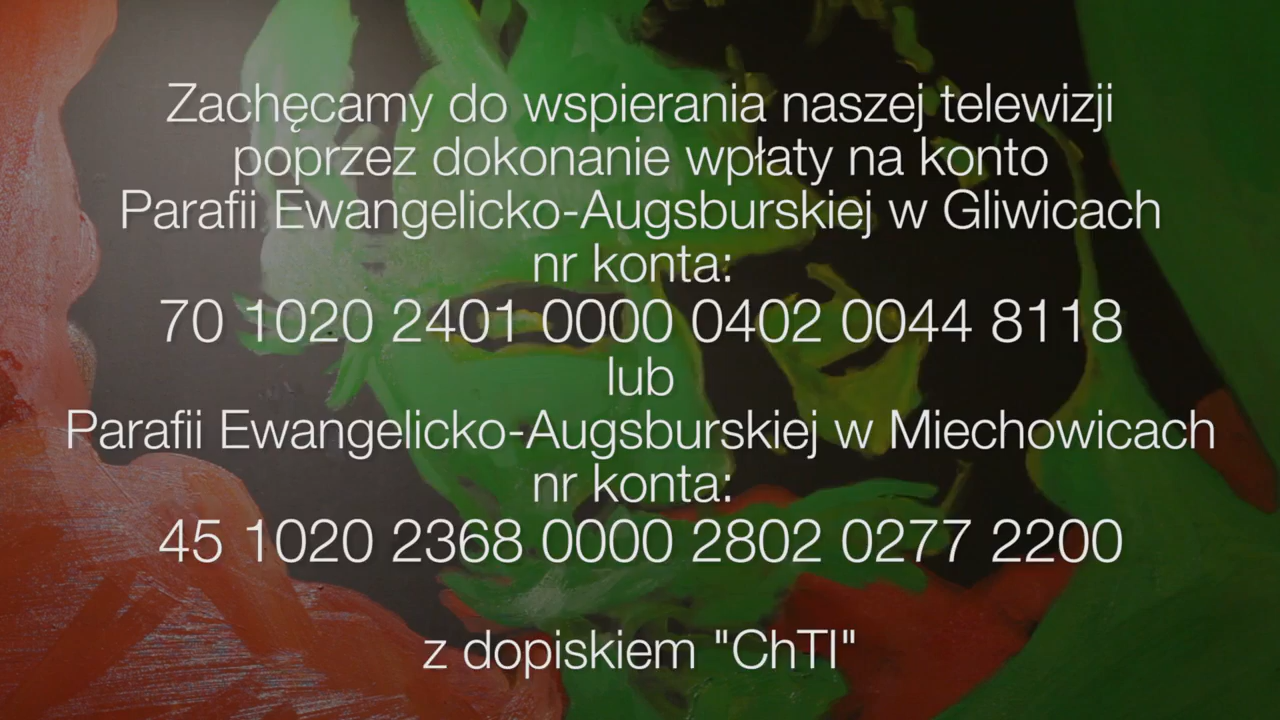 Zachęcamy do wspierania naszej telewizji
poprzez dokonanie wpłaty na konto
Parafii Ewangelicko-Augsburskiej w Gliwicach
nr konta:
70 1020 2401 0000 0402 0044 8118
lub
Parafii Ewangelicko-Augsburskiej w Miechowicach
nr konta:
45 1020 2368 0000 2802 0277 2200
z dopiskiem "ChTI"